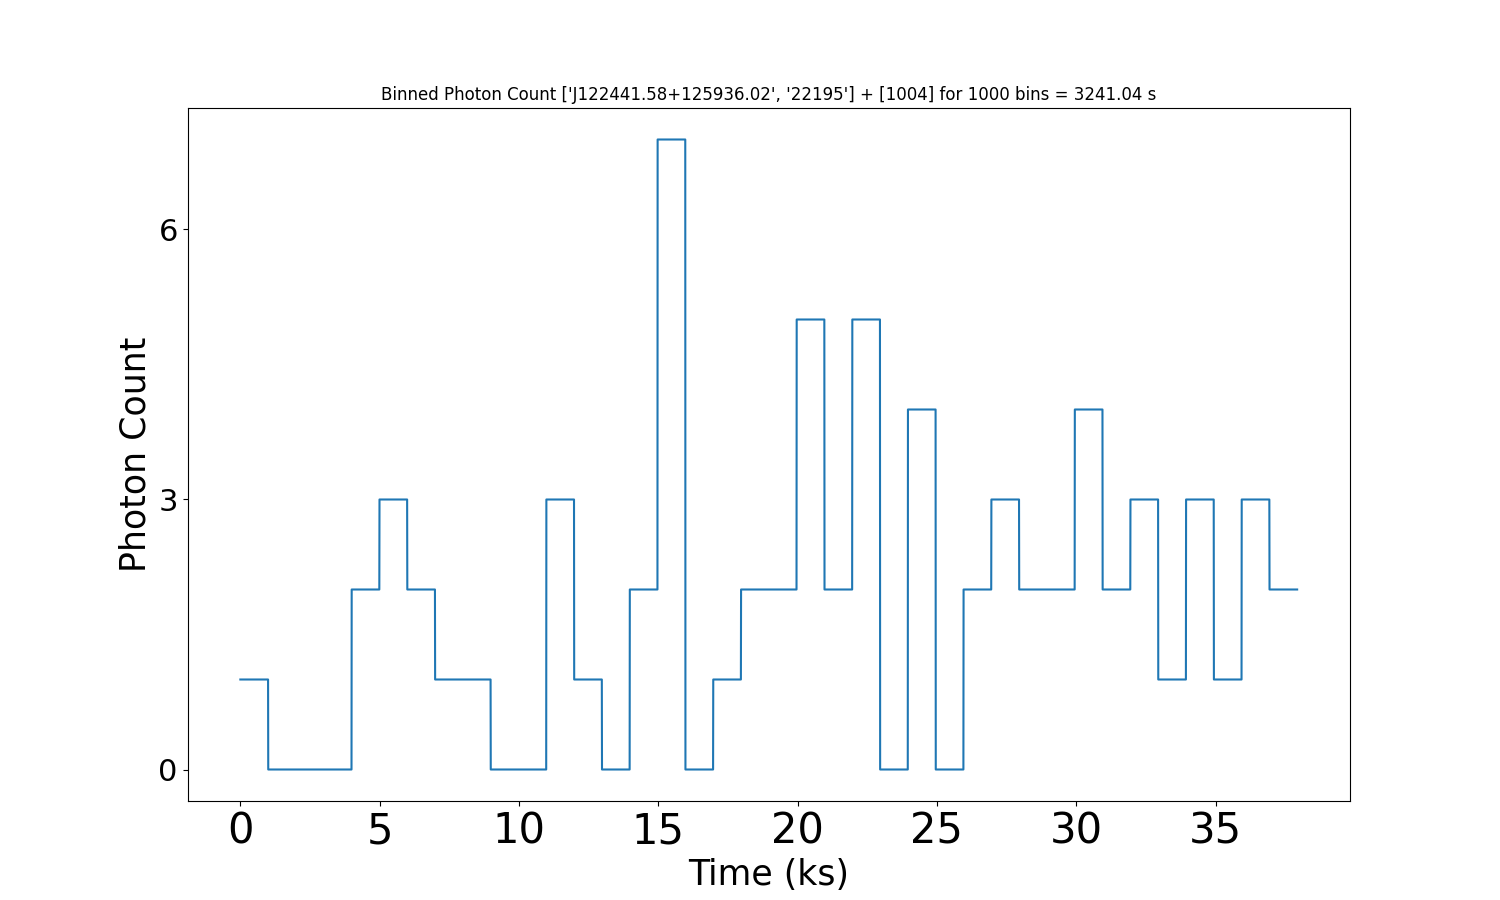 Binned Photon Count ['J122441.58+125936.02', '22195'] + [1004] for 1000 bins = 3241.04 s
Photon Count
6
3
0
0 5 10 15 20 25 30 35
Time (ks)